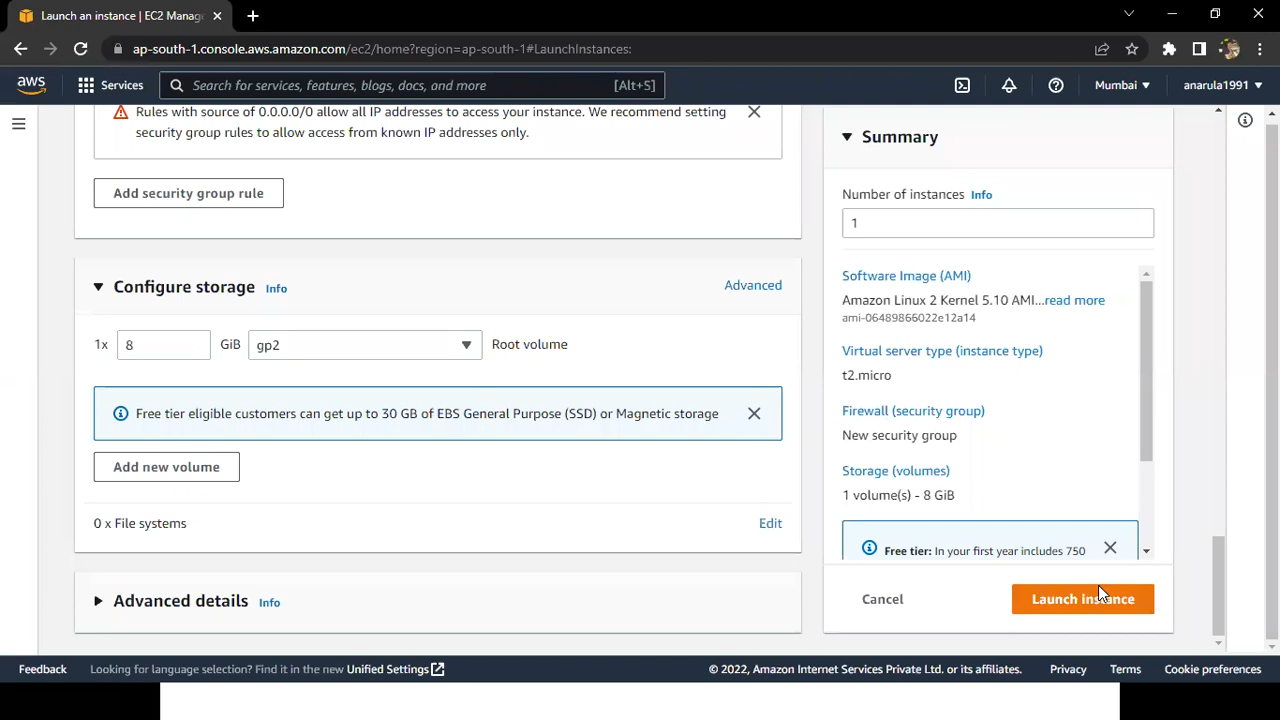 Launch an instance | EC2 Manag
ap-south-1.console.aws.amazon.com/ec2/home?region=ap-south-1#LaunchInstances:
aws
Services
Search for services, features, blogs, docs, and more
[Alt+S]
Mumbai
anarula1991
Rules with source of 0.0.0.0/0 allow all IP addresses to access your instance. We recommend setting
security group rules to allow access from known IP addresses only.
Add security group rule
Configure storage Info
Advanced
1x 8 GiB gp2 Root volume
Free tier eligible customers can get up to 30 GB of EBS General Purpose (SSD) or Magnetic storage
Add new volume
0 x File systems
Edit
Advanced details Info
Summary
Number of instances Info
1
Software Image (AMI)
Amazon Linux 2 Kernel 5.10 AMI...read more
ami-06489866022e12a14
Virtual server type (instance type)
t2.micro
Firewall (security group)
New security group
Storage (volumes)
1 volume(s) - 8 GiB
Free tier: In your first year includes 750
Cancel
Launch instance
Feedback
Looking for language selection? Find it in the new Unified Settings
© 2022, Amazon Internet Services Private Ltd. or its affiliates.
Privacy
Terms
Cookie preferences